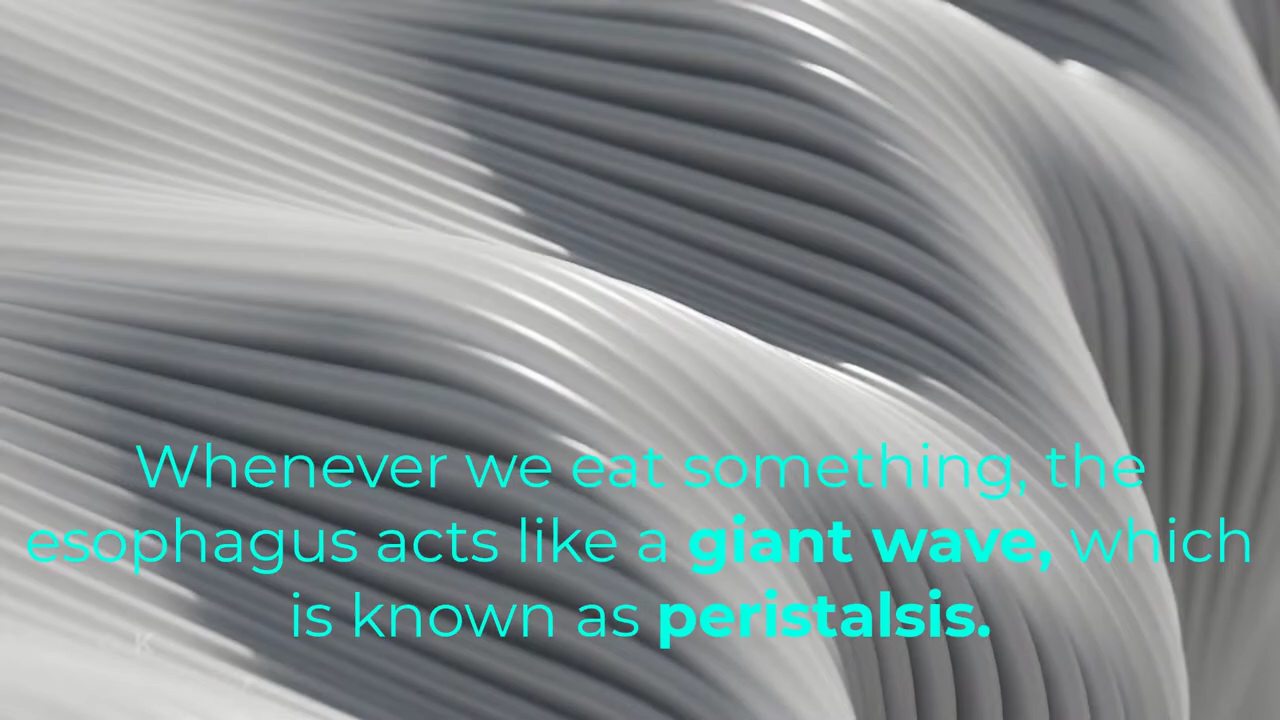 Whenever we eat something, the
esophagus acts like a giant wave, which
is known as peristalsis.
K